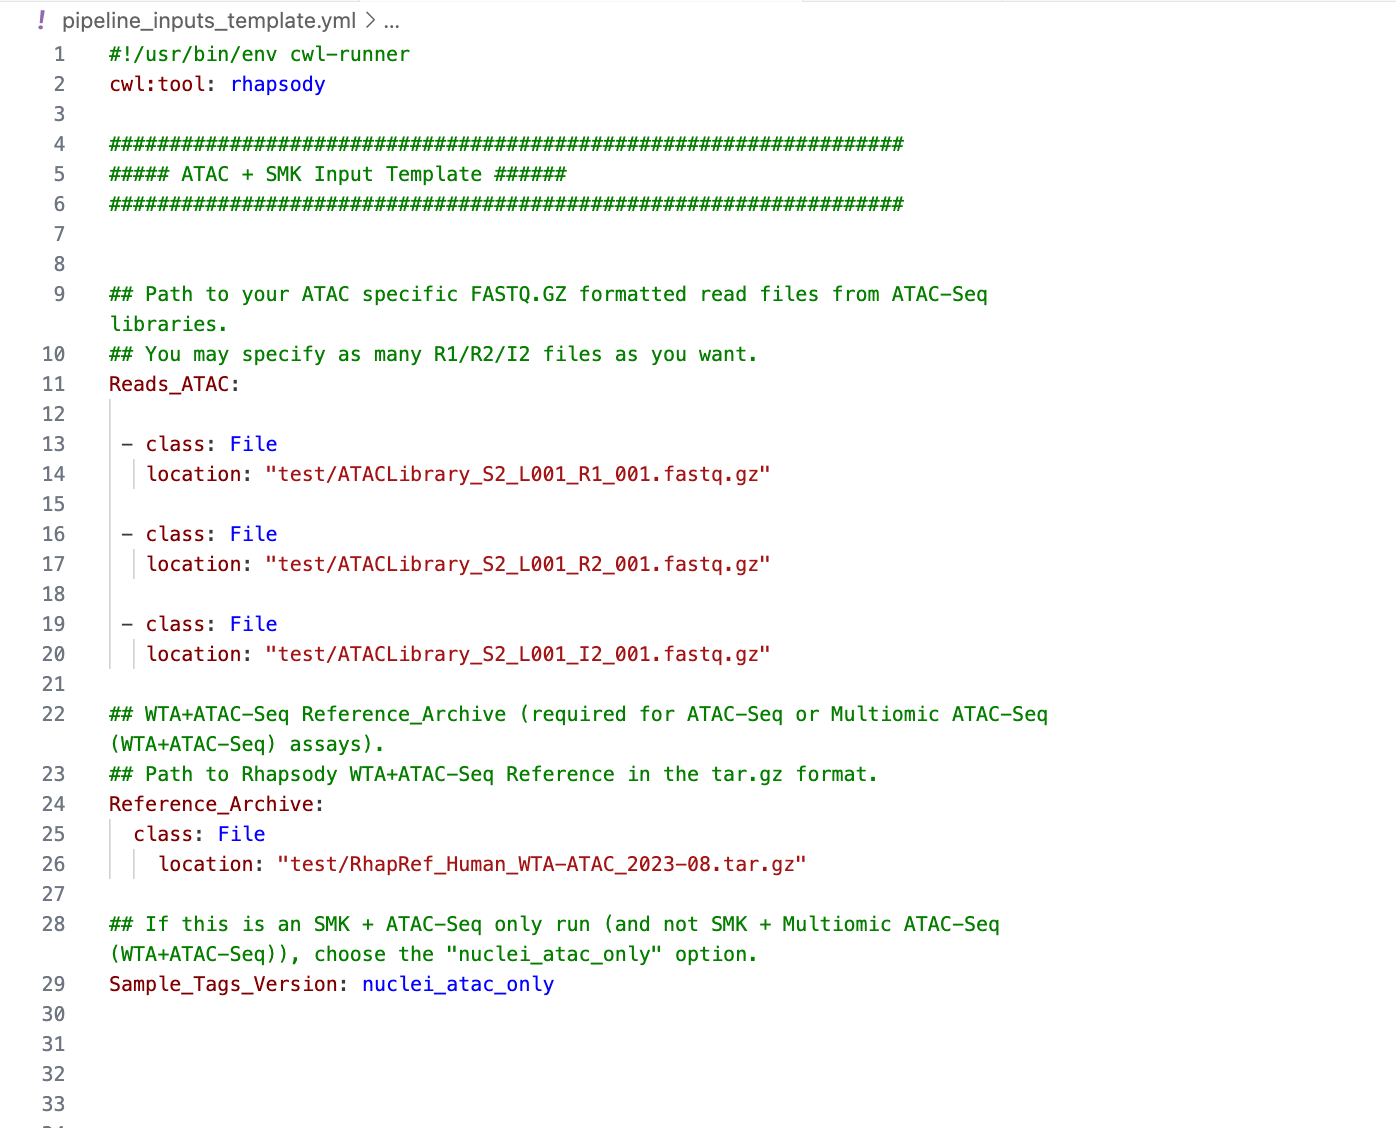 ! pipeline_inputs_template.yml > ...
1 #!/usr/bin/env cwl-runner
2 cwl:tool: rhapsody
3
4 ##################################################################
5 ##### ATAC + SMK Input Template ######
6 ##################################################################
7
8
9 ## Path to your ATAC specific FASTQ.GZ formatted read files from ATAC-Seq
libraries.
10 ## You may specify as many R1/R2/I2 files as you want.
11 Reads_ATAC:
12
13 - class: File
14 location: "test/ATACLibrary_S2_L001_R1_001.fastq.gz"
15
16 - class: File
17 location: "test/ATACLibrary_S2_L001_R2_001.fastq.gz"
18
19 - class: File
20 location: "test/ATACLibrary_S2_L001_I2_001.fastq.gz"
21
22 ## WTA+ATAC-Seq Reference_Archive (required for ATAC-Seq or Multiomic ATAC-Seq
(WTA+ATAC-Seq) assays).
23 ## Path to Rhapsody WTA+ATAC-Seq Reference in the tar.gz format.
24 Reference_Archive:
25 class: File
26 location: "test/RhapRef_Human_WTA-ATAC_2023-08.tar.gz"
27
28 ## If this is an SMK + ATAC-Seq only run (and not SMK + Multiomic ATAC-Seq
(WTA+ATAC-Seq)), choose the "nuclei_atac_only" option.
29 Sample_Tags_Version: nuclei_atac_only
30
31
32
33